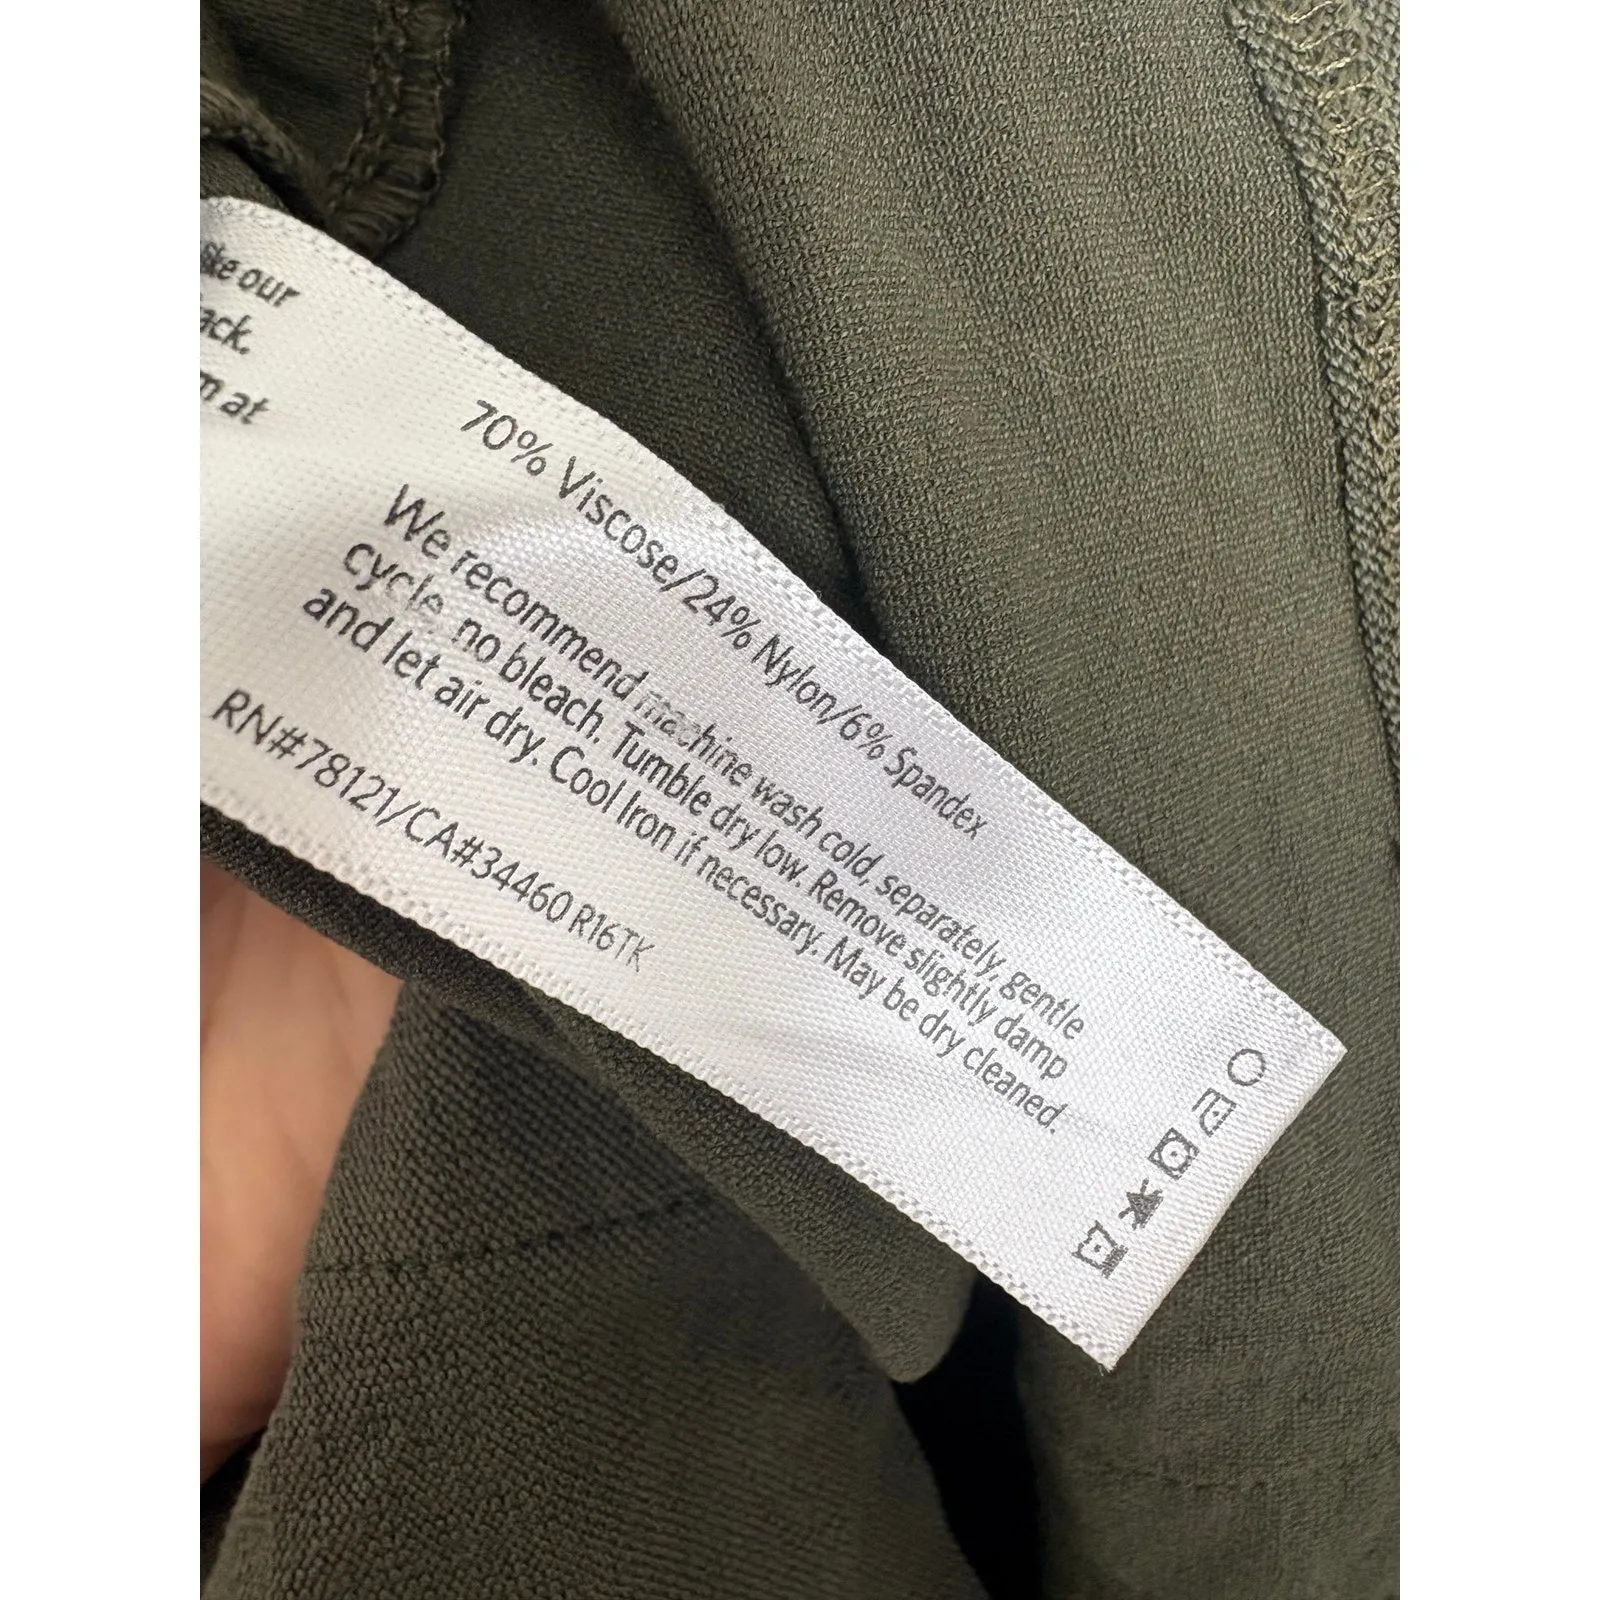 our
at
70% Viscose/24% Nylon/6% Spandex
We recommend machine wash cold, separately, gentle
cycle, no bleach. Tumble dry low. Remove slightly damp
and let air dry. Cool Iron if necessary. May be dry cleaned.
RN#78121/CA#34460 R16TK